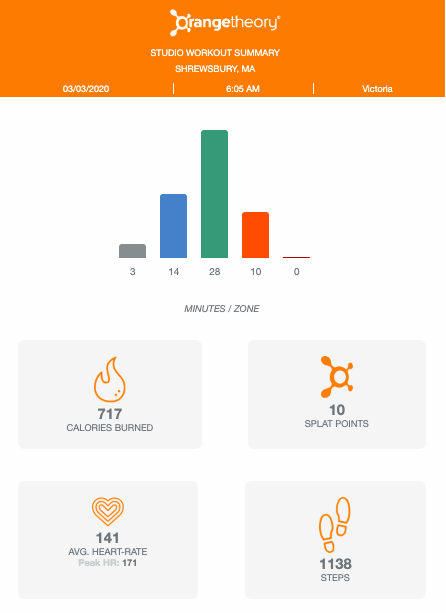 orangetheory®
STUDIO WORKOUT SUMMARY
SHREWSBURY, MA
03/03/2020 6:05 AM Victoria
3 14 28 10 0
MINUTES / ZONE
717 10
CALORIES BURNED SPLAT POINTS
141
AVG. HEART-RATE
Peak HR: 171
1138
STEPS